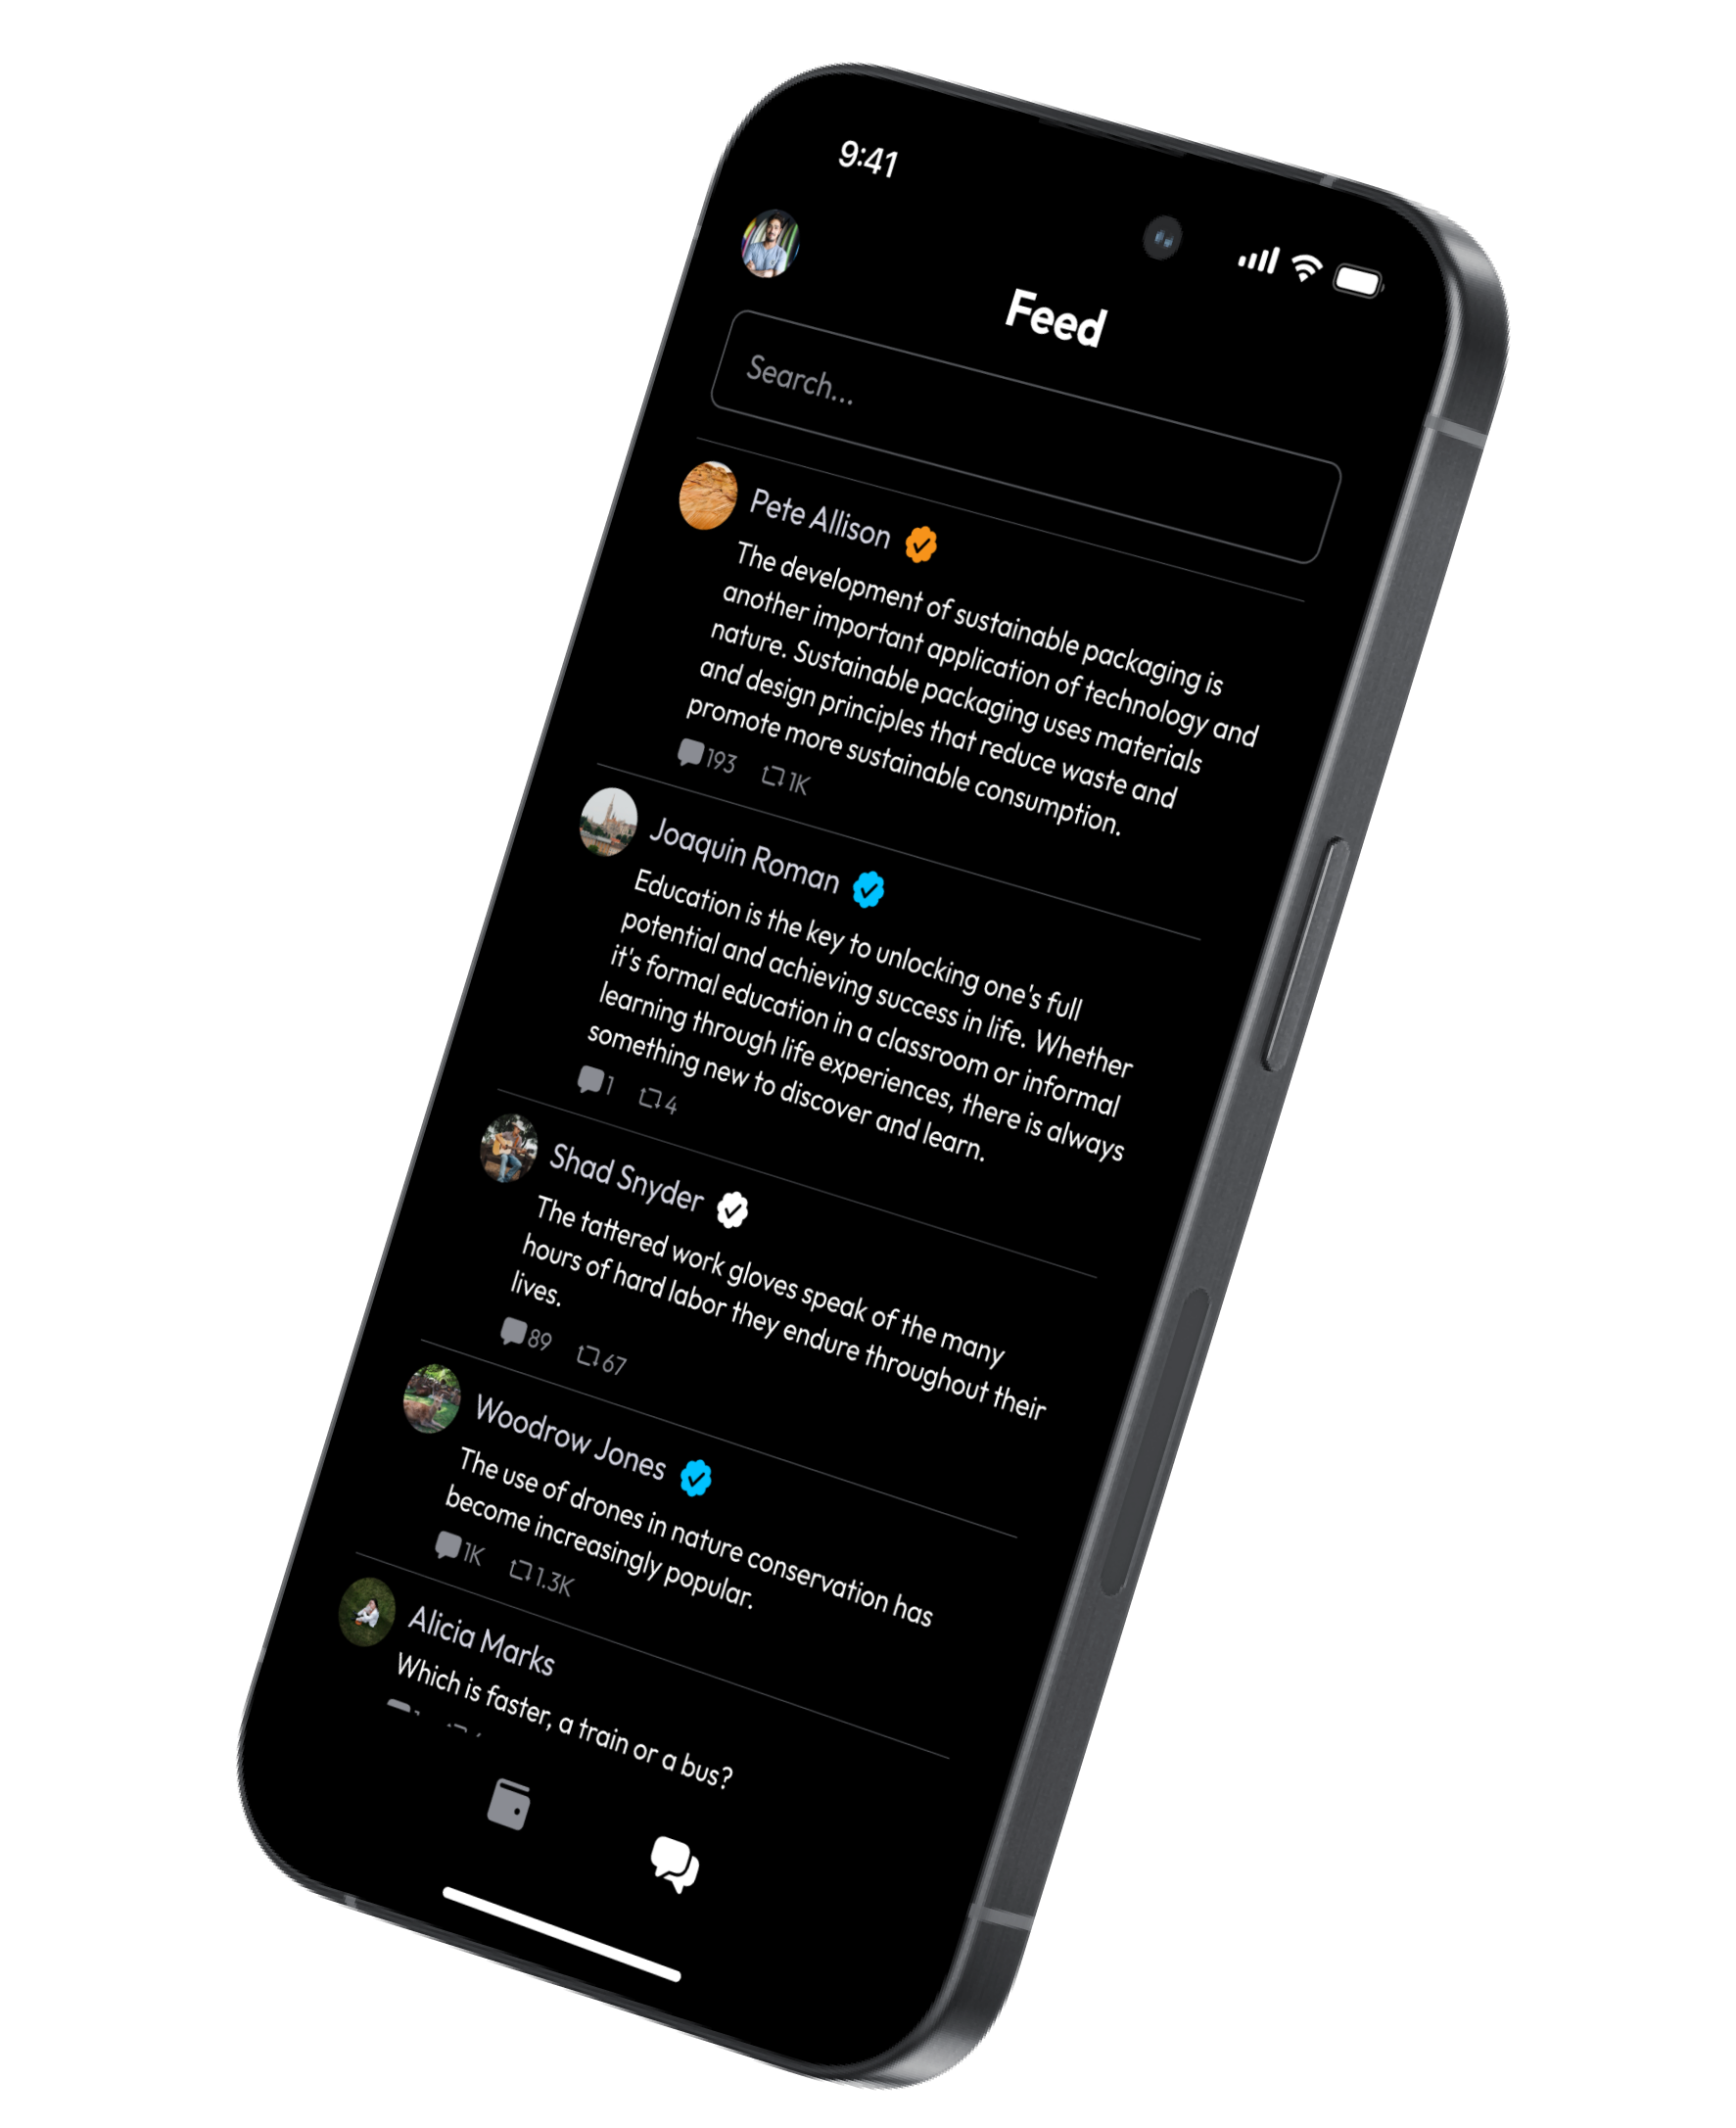 9:41
Feed
Search...
Pete Allison
The development of sustainable packaging is
another important application of technology and
nature. Sustainable packaging uses materials
and design principles that reduce waste and
promote more sustainable consumption.
193 1K
Joaquin Roman
Education is the key to unlocking one's full
potential and achieving success in life. Whether
it's formal education in a classroom or informal
learning through life experiences, there is always
something new to discover and learn.
1 4
Shad Snyder
The tattered work gloves speak of the many
hours of hard labor they endure throughout their
lives.
89 67
Woodrow Jones
The use of drones in nature conservation has
become increasingly popular.
1K 1.3K
Alicia Marks
Which is faster, a train or a bus?